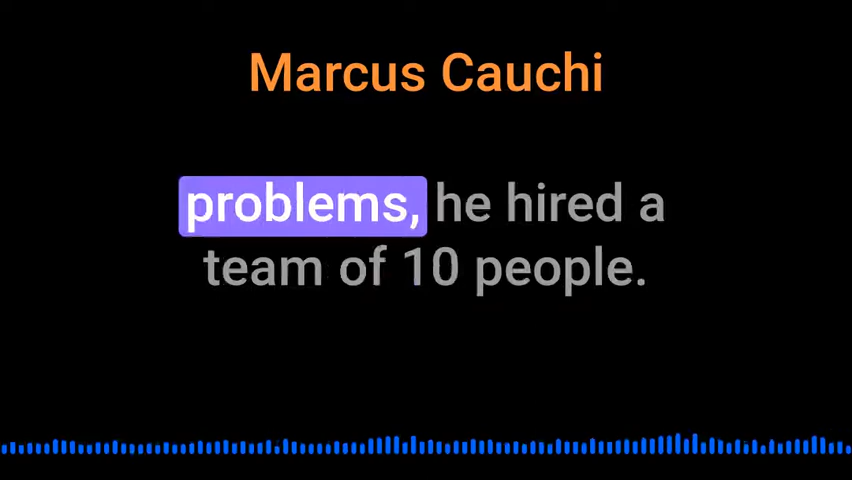 Marcus Cauchi
problems, he hired a
team of 10 people.